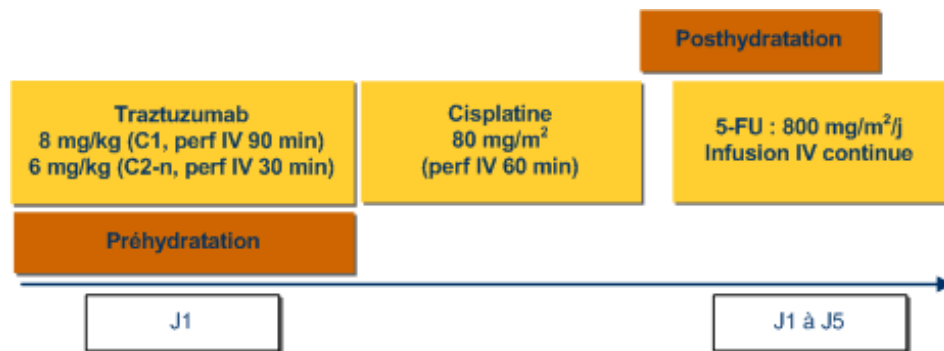 Posthydratation
Traztuzumab
8 mg/kg (C1, perf IV 90 min)
6 mg/kg (C2-n, perf IV 30 min)
Cisplatine
80 mg/m²
(perf IV 60 min)
5-FU : 800 mg/m²/j
Infusion IV continue
Préhydratation
J1
J1 à J5